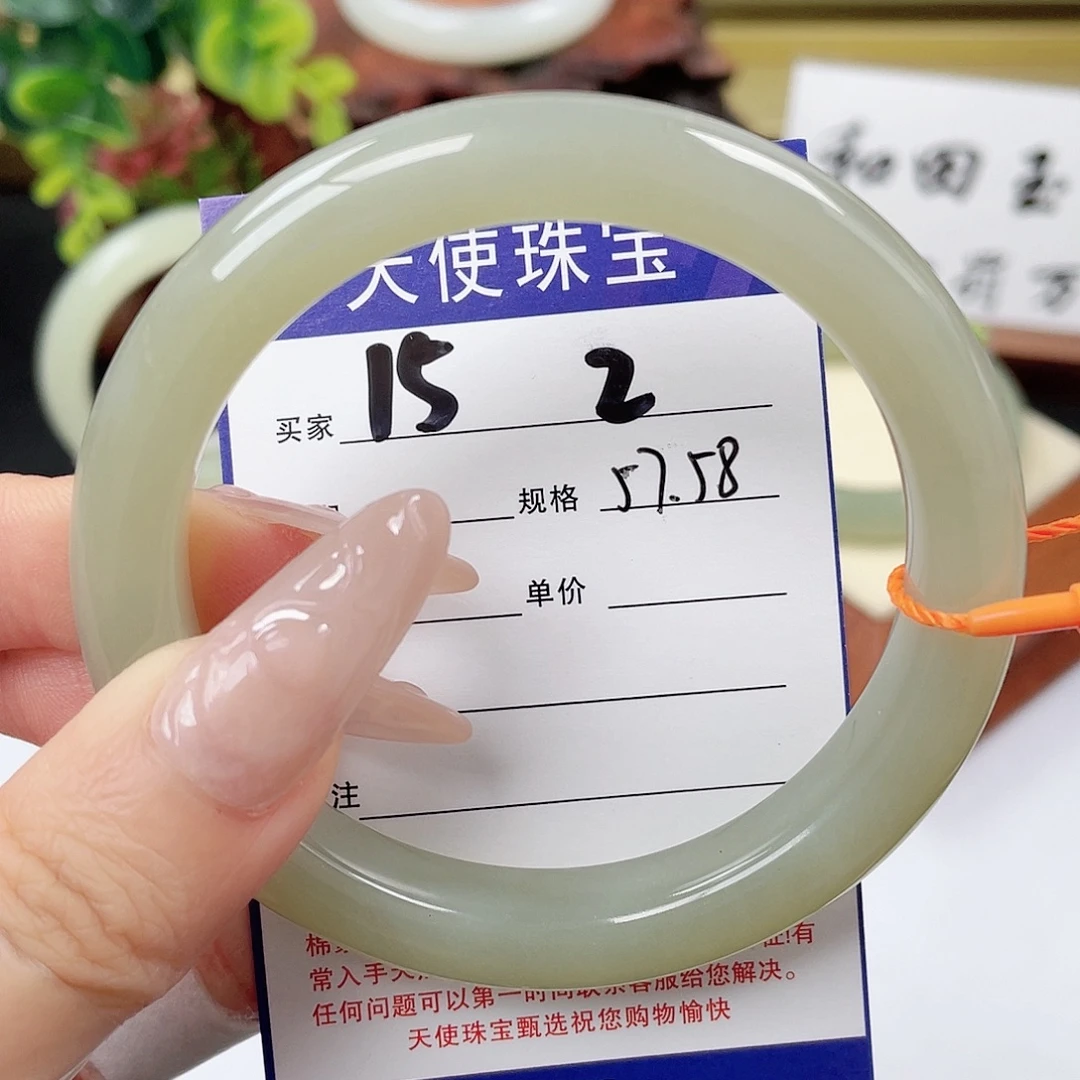 和田玉
万
天使珠宝
买家 15 2
规格 57.58
单价
注
常入手
任何问题可以第一时间联系客服给您解决。
天使珠宝甄选祝您购物愉快